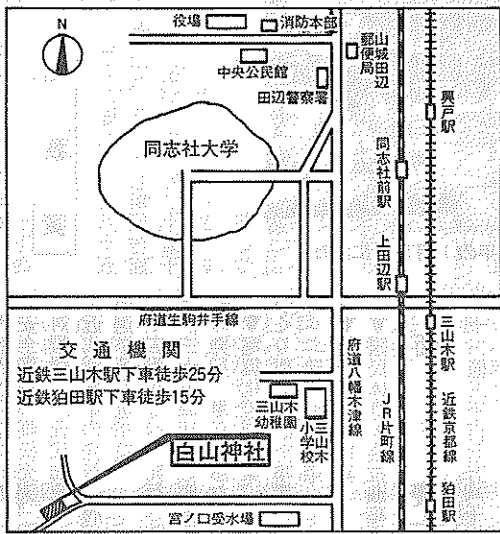 N
役場
消防本部
中央公民館
田辺警察署
山城田辺
郵便局
興戸駅
同志社大学
同志社前駅
上田辺駅
府道生駒井手線
三山木駅
交通機関
近鉄三山木駅下車徒歩25分
近鉄狛田駅下車徒歩15分
府道八幡木津線
JR片町線
近鉄京都線
三山木
幼稚園
三山木
小学校
白山神社
狛田駅
宮ノ口受水場